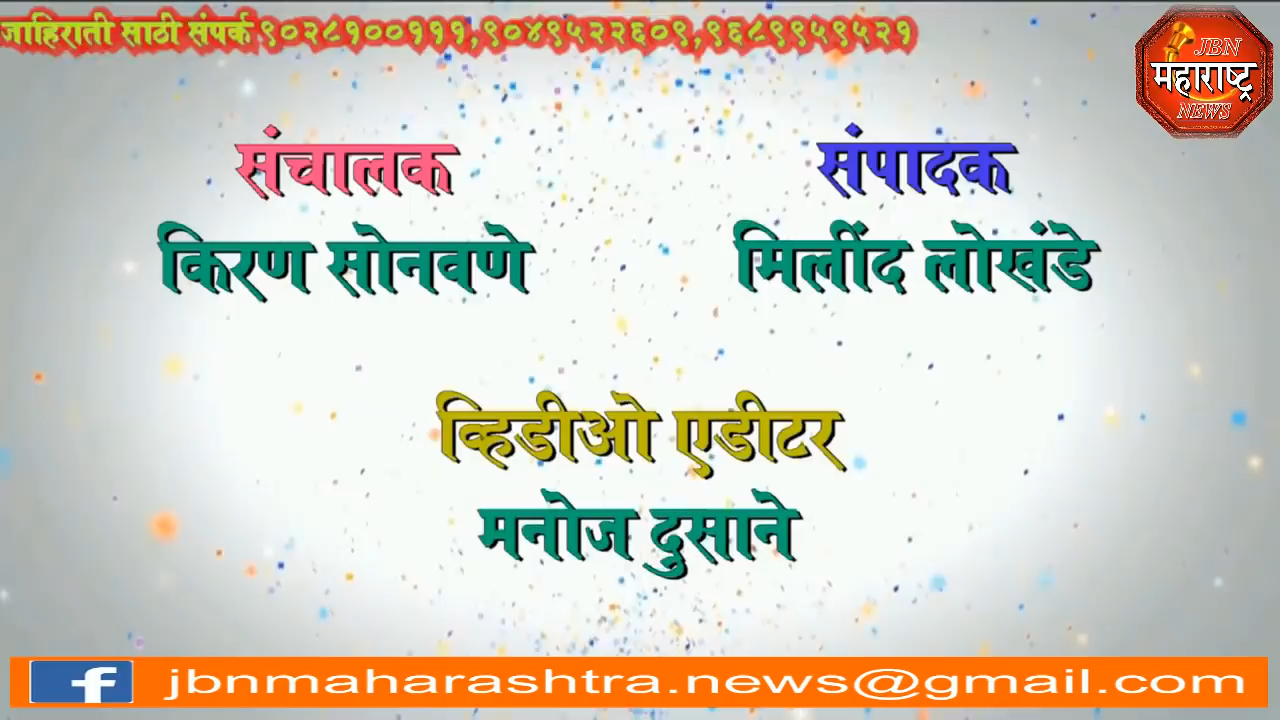 जाहिराती साठी संपर्क ९०२८१००१११,९०४९५२२६०९,९६८९९५९५२१
JBN
महाराष्ट्र
NEWS
संचालक
किरण सोनवणे
संपादक
मिलींद लोखंडे
व्हिडीओ एडीटर
मनोज दुसाने
f jbnmaharashtra.news@gmail.com